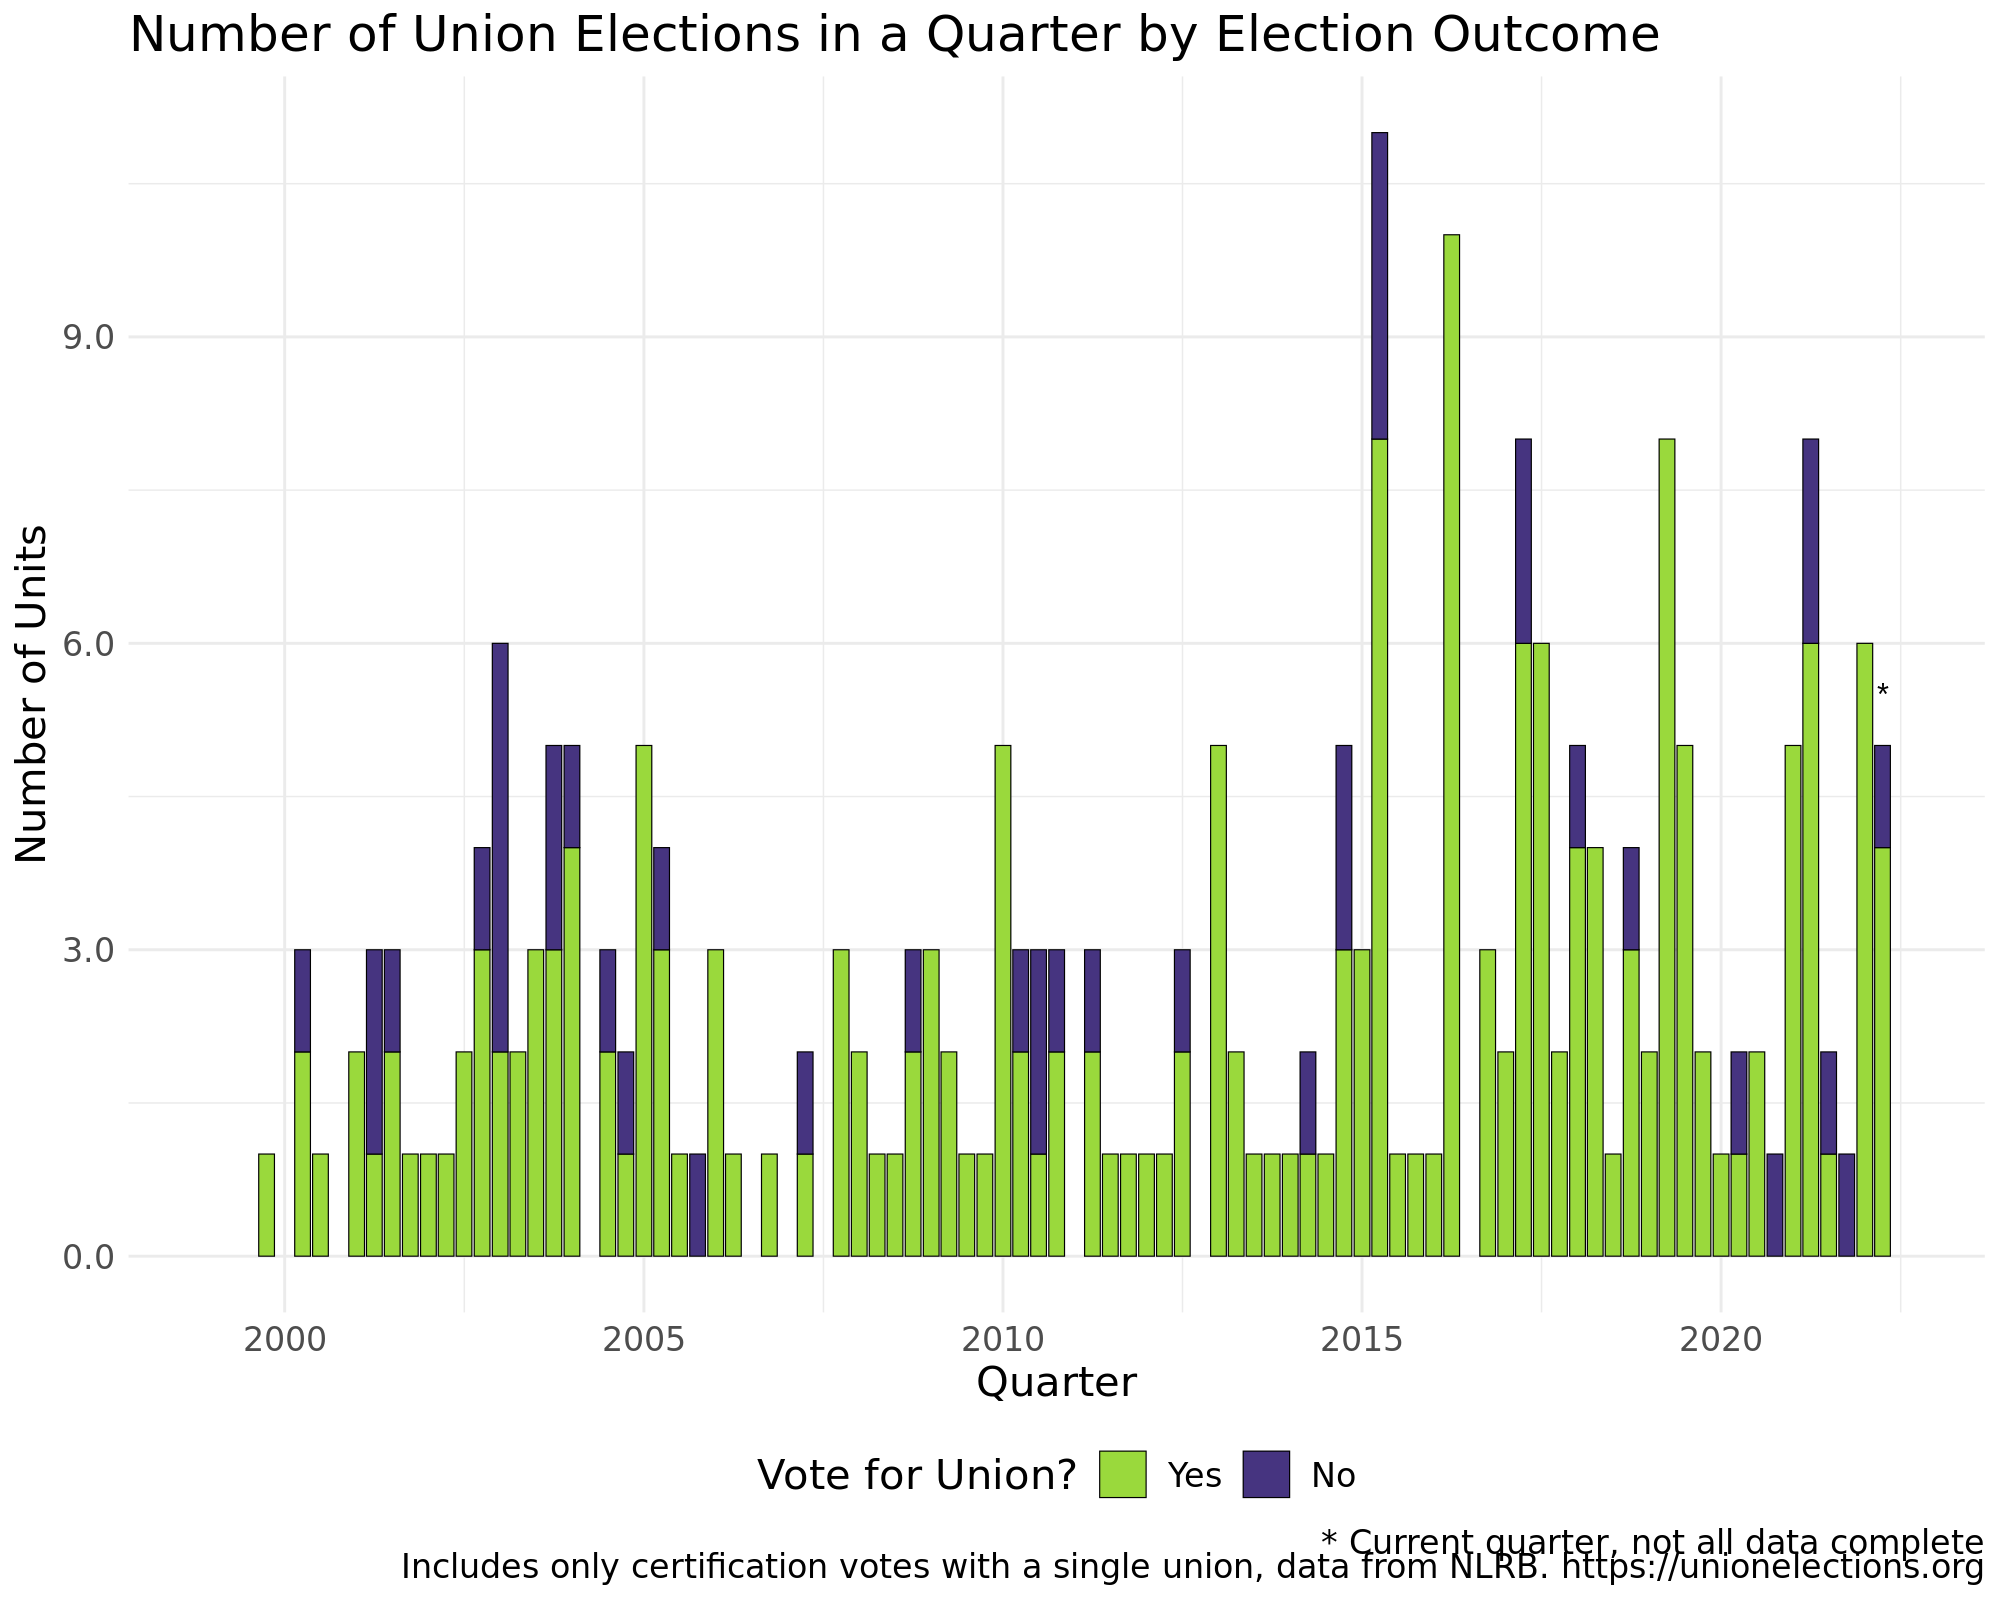 Number of Union Elections in a Quarter by Election Outcome
Number of Units
9.0
6.0
3.0
0.0
*
2000 2005 2010 2015 2020
Quarter
Vote for Union? Yes No
* Current quarter, not all data complete
Includes only certification votes with a single union, data from NLRB. https://unionelections.org